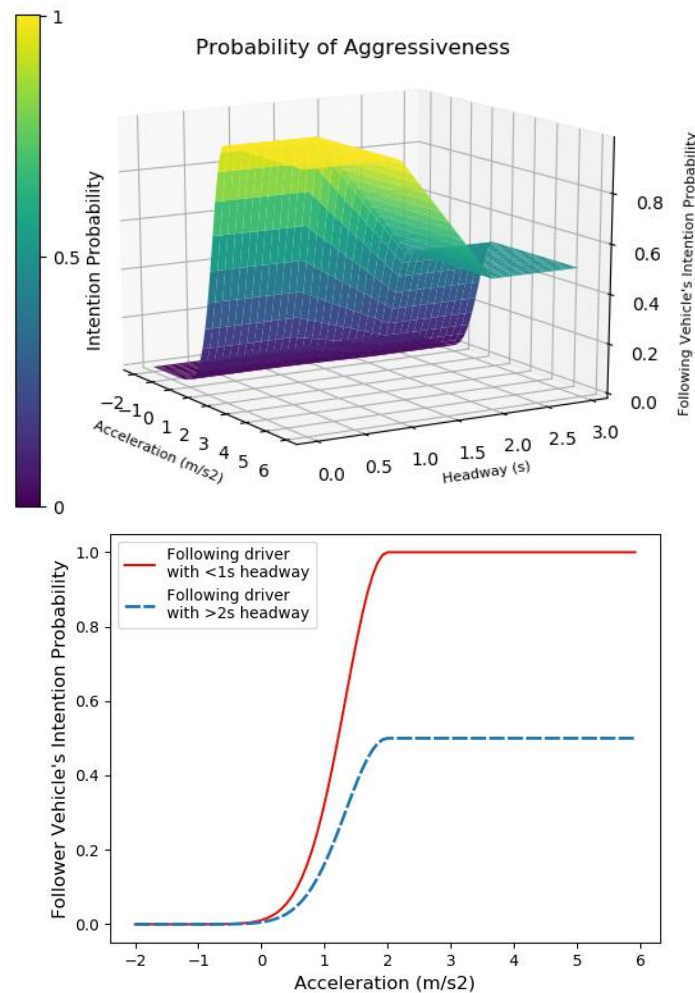 1
Probability of Aggressiveness
0.5
0
Intention Probability
Following Vehicle's Intention Probability
0.8
0.6
0.4
0.2
0.0
−2
−1
0
1
2
3
4
5
6
Acceleration (m/s2)
0.0
0.5
1.0
1.5
2.0
2.5
3.0
Headway (s)
Following driver
with <1s headway
Following driver
with >2s headway
Follower Vehicle's Intention Probability
1.0
0.8
0.6
0.4
0.2
0.0
−2 −1 0 1 2 3 4 5 6
Acceleration (m/s2)